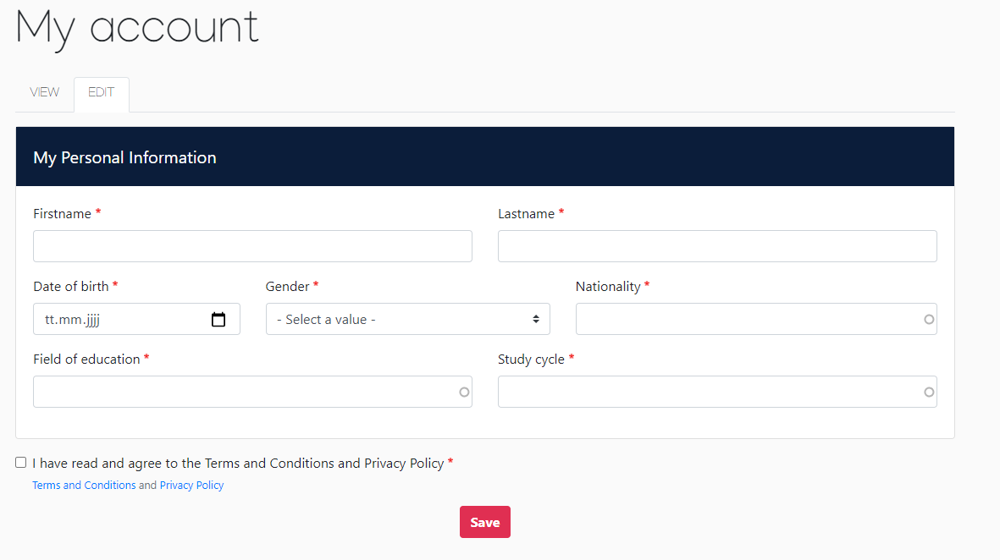 My account
VIEW EDIT
My Personal Information
Firstname * Lastname *
Date of birth * Gender * Nationality *
tt.mm.jjjj - Select a value -
Field of education * Study cycle *
I have read and agree to the Terms and Conditions and Privacy Policy *
Terms and Conditions and Privacy Policy
Save